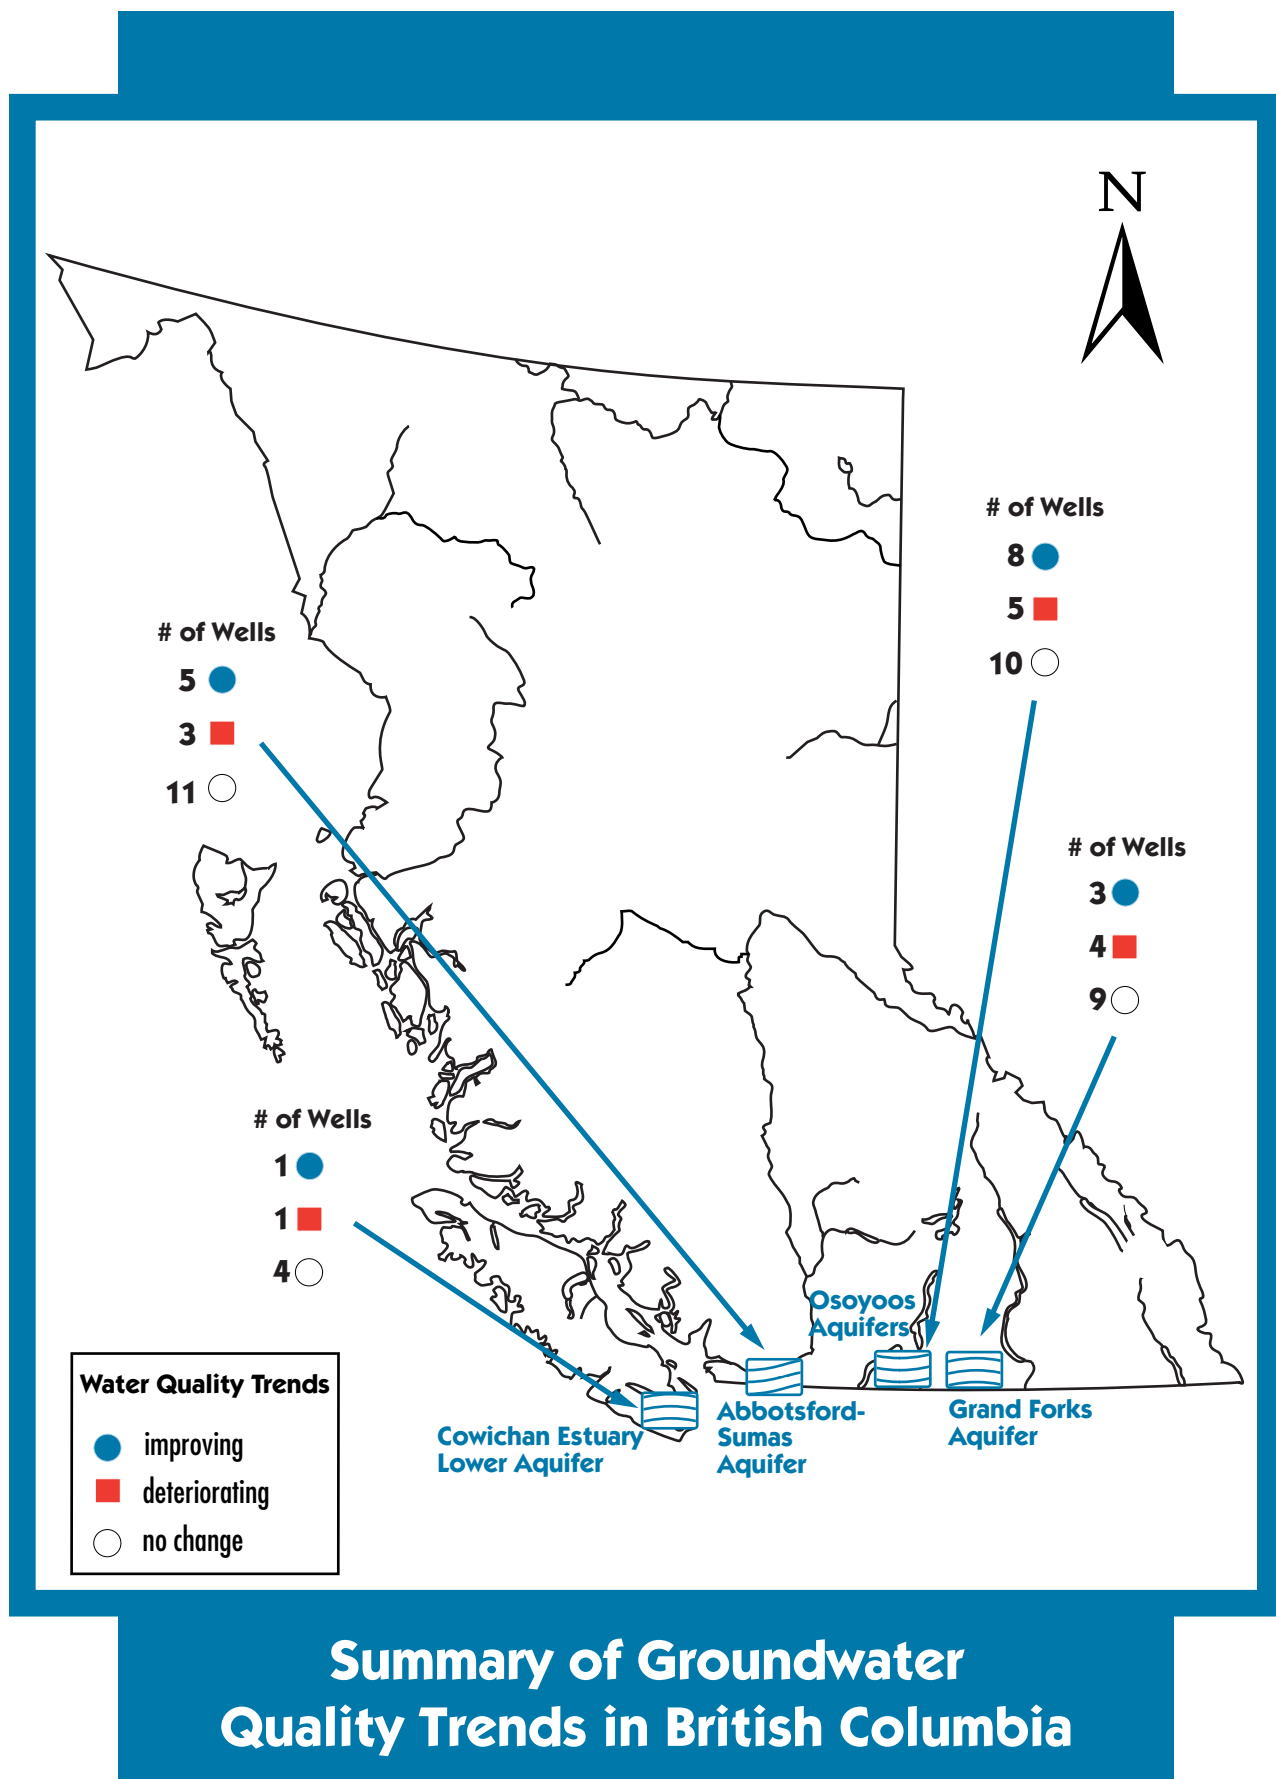 N
# of Wells
8
5
10
# of Wells
5
3
11
# of Wells
3
4
9
# of Wells
1
1
4
Osoyoos
Aquifers
Grand Forks
Aquifer
Abbotsford-
Sumas
Aquifer
Cowichan Estuary
Lower Aquifer
Water Quality Trends
improving
deteriorating
no change
Summary of Groundwater
Quality Trends in British Columbia